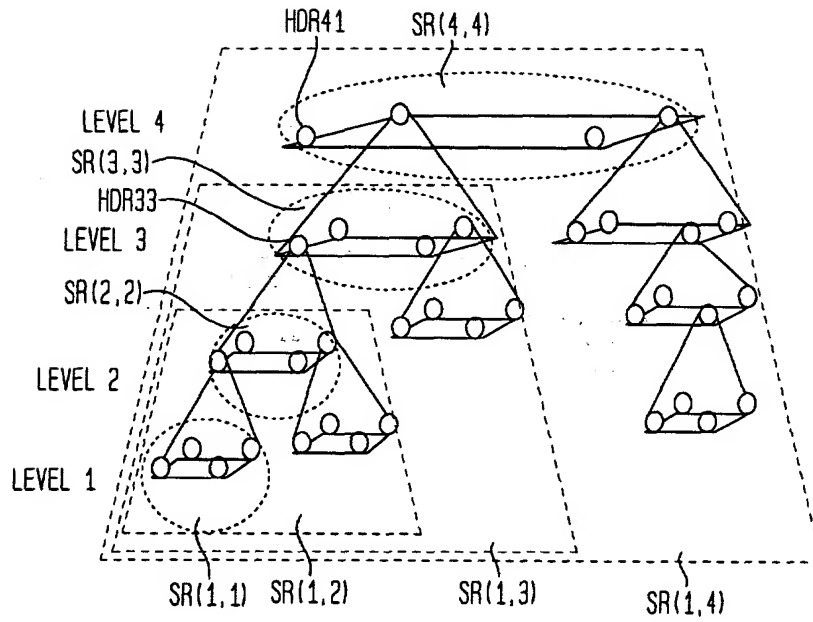 HDR41
SR(4,4)
LEVEL 4
SR(3,3)
HDR33
LEVEL 3
SR(2,2)
LEVEL 2
LEVEL 1
SR(1,1)
SR(1,2)
SR(1,3)
SR(1,4)